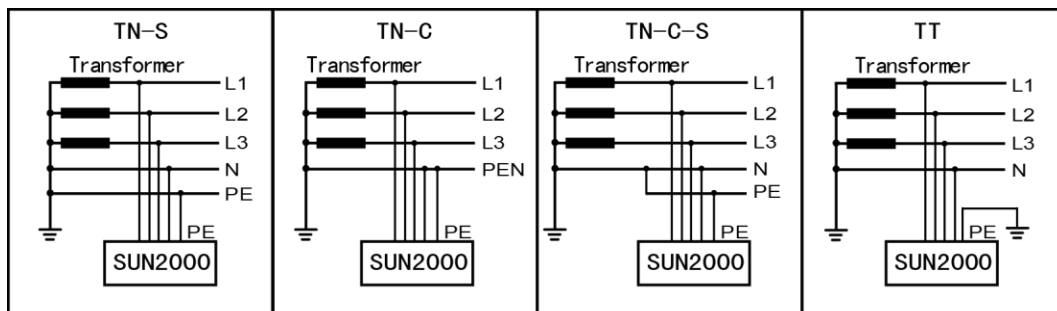 TN-S
Transformer
L1
L2
L3
N
PE
PE
SUN2000
TN-C
Transformer
L1
L2
L3
PEN
PE
SUN2000
TN-C-S
Transformer
L1
L2
L3
N
PE
PE
SUN2000
TT
Transformer
L1
L2
L3
N
PE
SUN2000